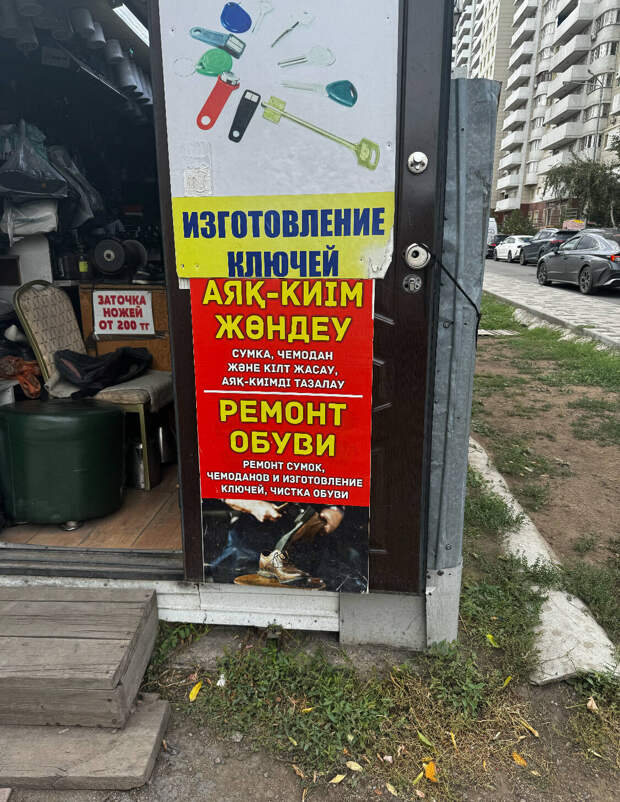 ИЗГОТОВЛЕНИЕ
КЛЮЧЕЙ
ЗАТОЧКА
НОЖЕЙ
ОТ 200 ТГ
АЯҚ-КИІМ
ЖӨНДЕУ
СУМКА, ЧЕМОДАН
ЖӘНЕ КІЛТ ЖАСАУ,
АЯҚ-КИІМДІ ТАЗАЛАУ
РЕМОНТ
ОБУВИ
РЕМОНТ СУМОК,
ЧЕМОДАНОВ И ИЗГОТОВЛЕНИЕ
КЛЮЧЕЙ, ЧИСТКА ОБУВИ